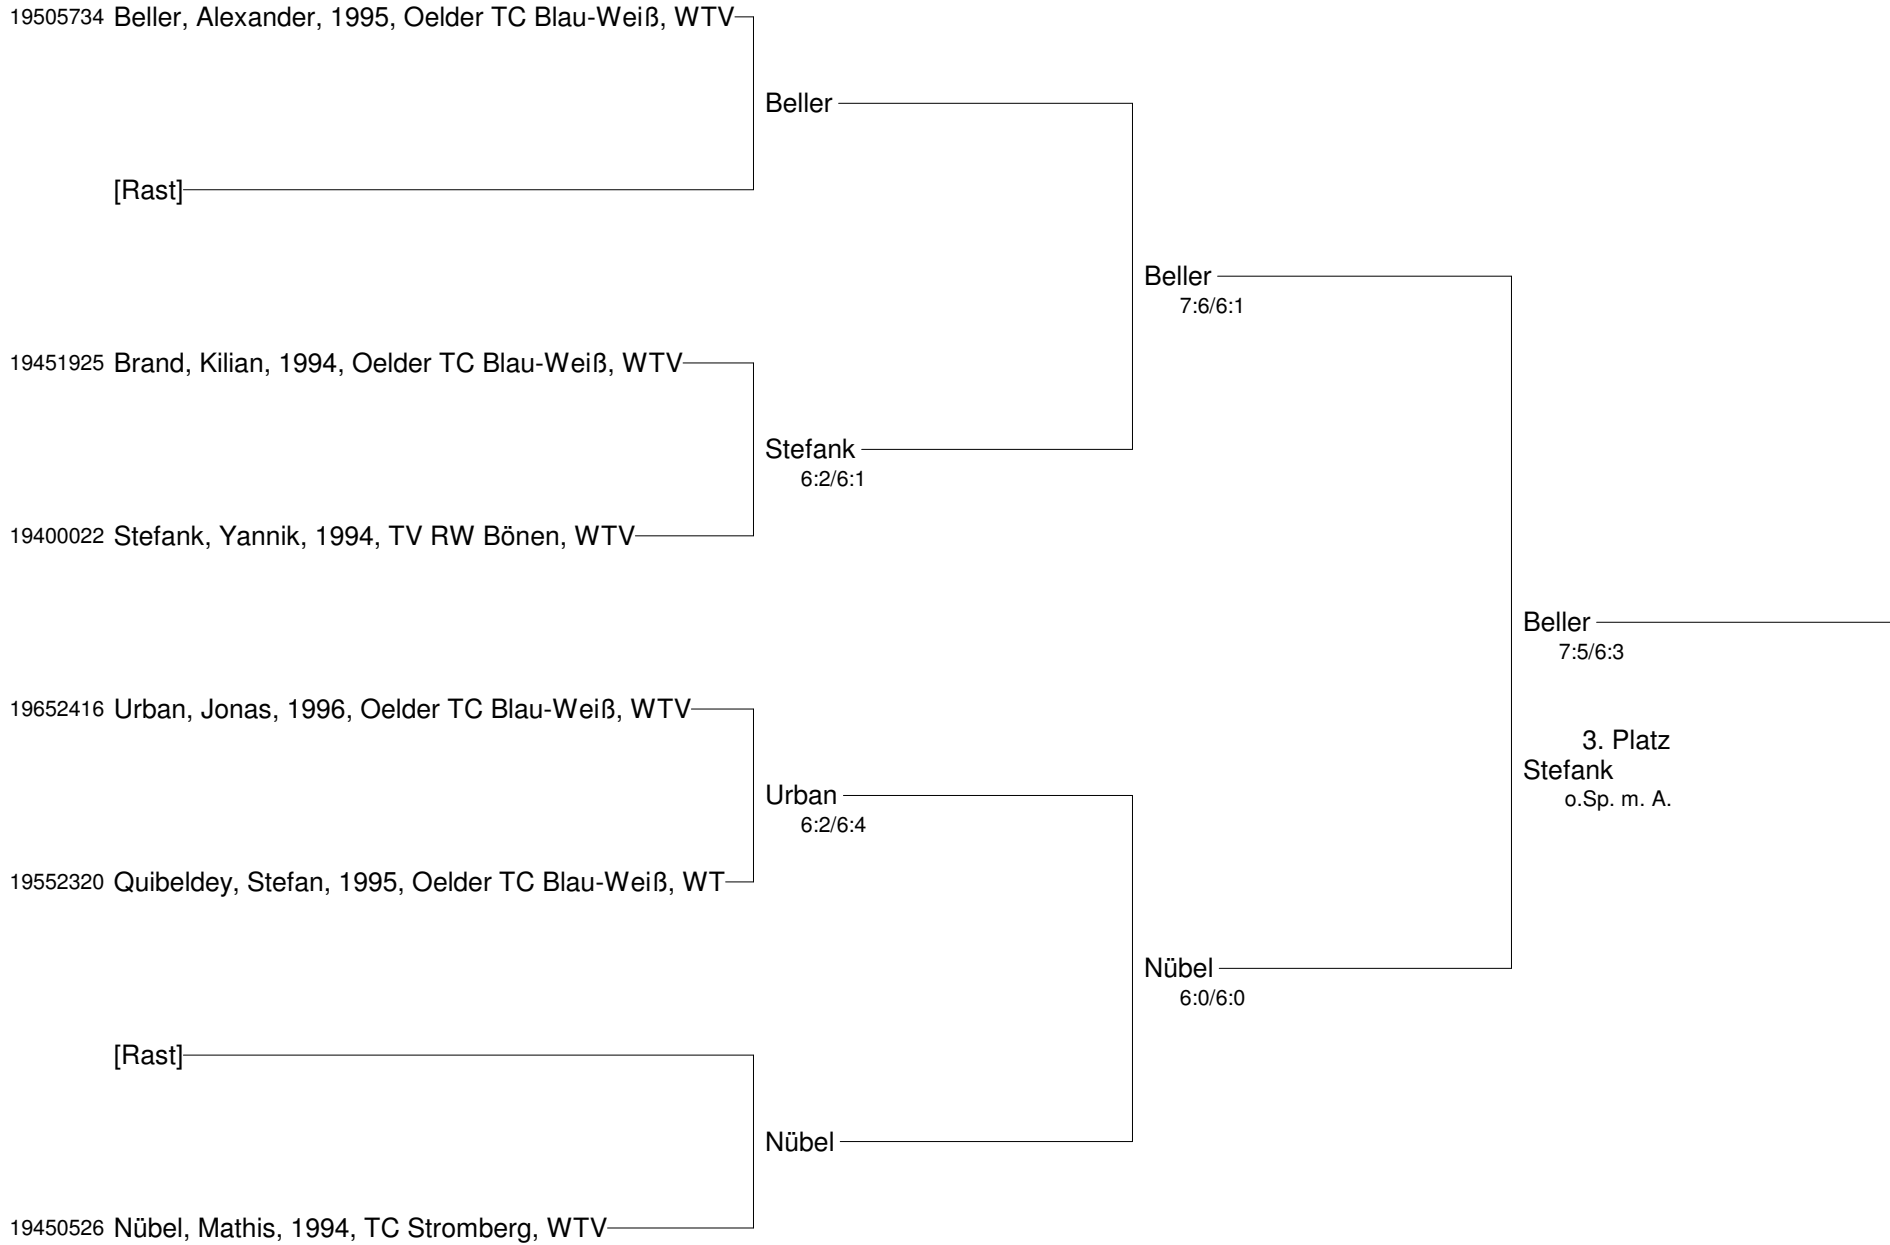 19505734 Beller, Alexander, 1995, Oelder TC Blau-Weiß, WTV
Beller
[Rast]
Beller
7:6/6:1
19451925 Brand, Kilian, 1994, Oelder TC Blau-Weiß, WTV
Stefank
6:2/6:1
19400022 Stefank, Yannik, 1994, TV RW Bönen, WTV
Beller
7:5/6:3
19652416 Urban, Jonas, 1996, Oelder TC Blau-Weiß, WTV
3. Platz
Stefank
o.Sp. m. A.
Urban
6:2/6:4
19552320 Quibeldey, Stefan, 1995, Oelder TC Blau-Weiß, WT
Nübel
6:0/6:0
[Rast]
Nübel
19450526 Nübel, Mathis, 1994, TC Stromberg, WTV